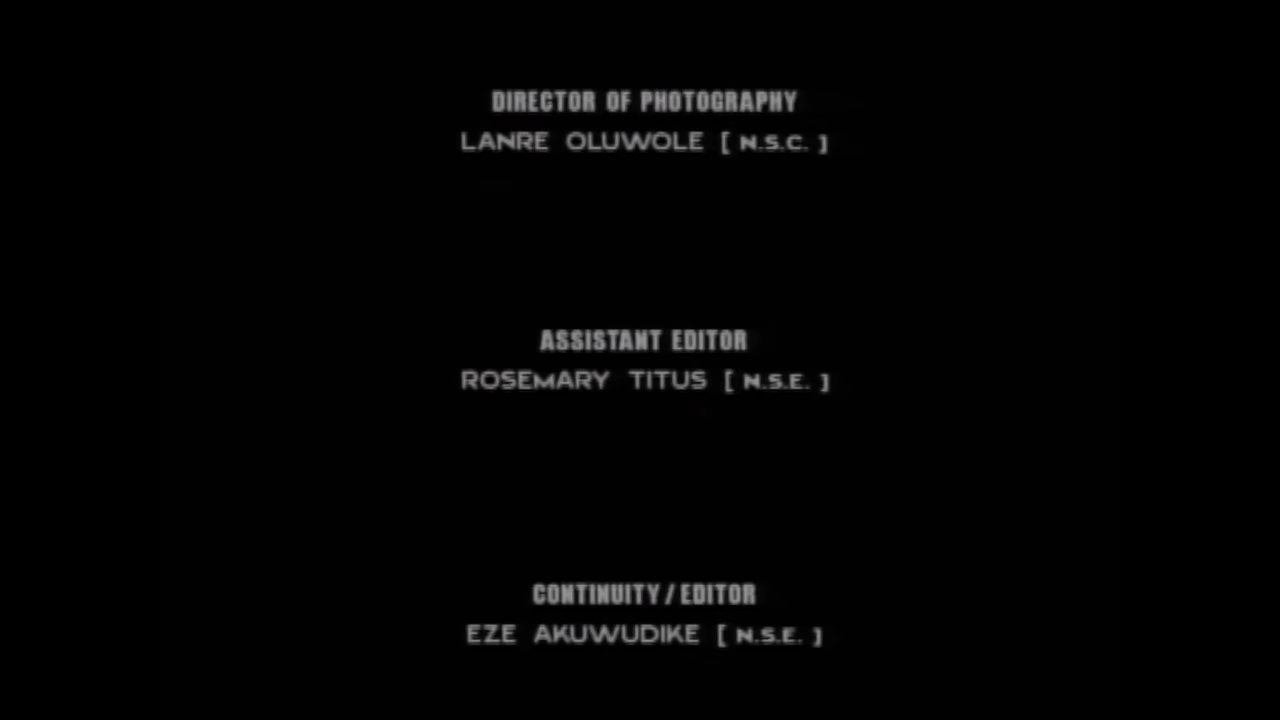 DIRECTOR OF PHOTOGRAPHY
LANRE OLUWOLE [ N.S.C. ]
ASSISTANT EDITOR
ROSEMARY TITUS [ N.S.E. ]
CONTINUITY / EDITOR
EZE AKUWUDIKE [ N.S.E. ]